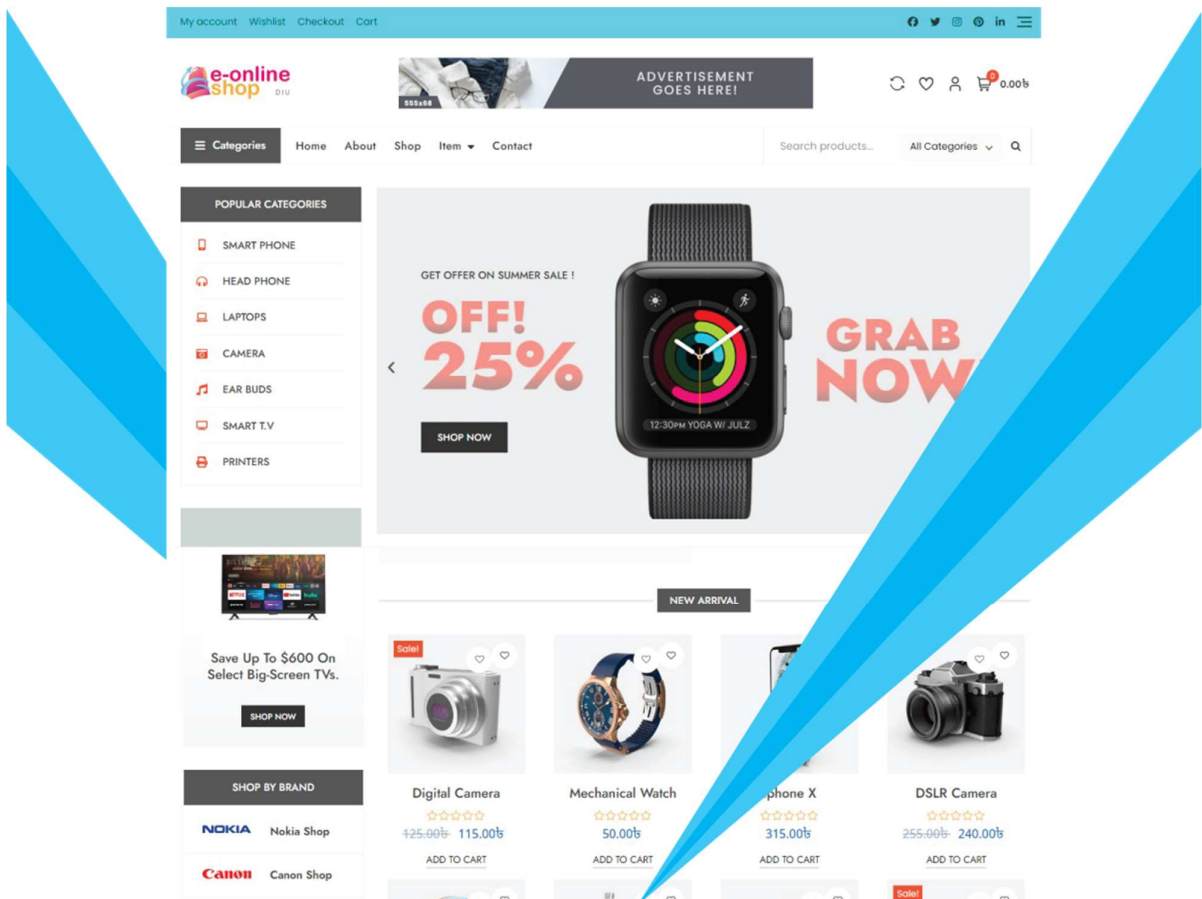 My account Wishlist Checkout Cart
e-online
shop DIU
555x68
ADVERTISEMENT
GOES HERE!
0
0.00৳
Categories Home About Shop Item Contact
Search products... All Categories
POPULAR CATEGORIES
SMART PHONE
HEAD PHONE
LAPTOPS
CAMERA
EAR BUDS
SMART T.V
PRINTERS
GET OFFER ON SUMMER SALE !
OFF!
25%
SHOP NOW
12:30PM YOGA W/ JULZ
GRAB
NOW
Save Up To $600 On
Select Big-Screen TVs.
SHOP NOW
SHOP BY BRAND
NOKIA Nokia Shop
Canon Canon Shop
NEW ARRIVAL
Sale!
Digital Camera
125.00৳ 115.00৳
ADD TO CART
Mechanical Watch
50.00৳
ADD TO CART
phone X
315.00৳
ADD TO CART
DSLR Camera
255.00৳ 240.00৳
ADD TO CART
Sale!